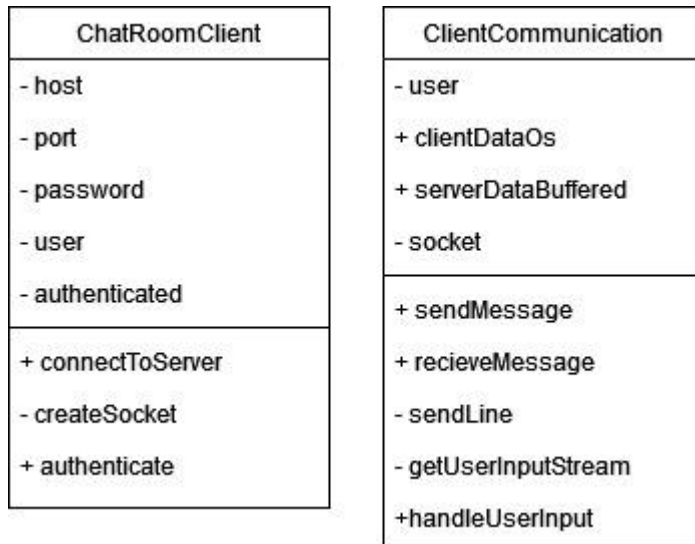 ChatRoomClient
- host
- port
- password
- user
- authenticated
+ connectToServer
- createSocket
+ authenticate
ClientCommunication
- user
+ clientDataOs
+ serverDataBuffered
- socket
+ sendMessage
+ recieveMessage
- sendLine
- getUserInputStream
+handleUserInput